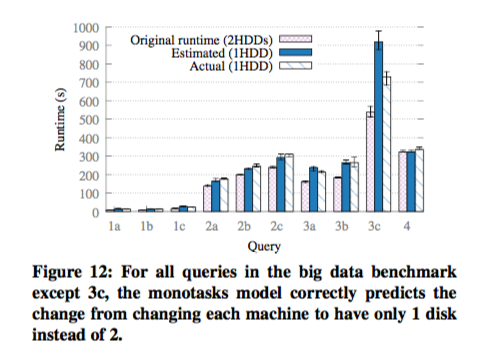 1000
900
800
700
600
500
400
300
200
100
0
Runtime (s)
Original runtime (2HDDs)
Estimated (1HDD)
Actual (1HDD)
1a 1b 1c 2a 2b 2c 3a 3b 3c 4
Query
Figure 12: For all queries in the big data benchmark
except 3c, the monotasks model correctly predicts the
change from changing each machine to have only 1 disk
instead of 2.